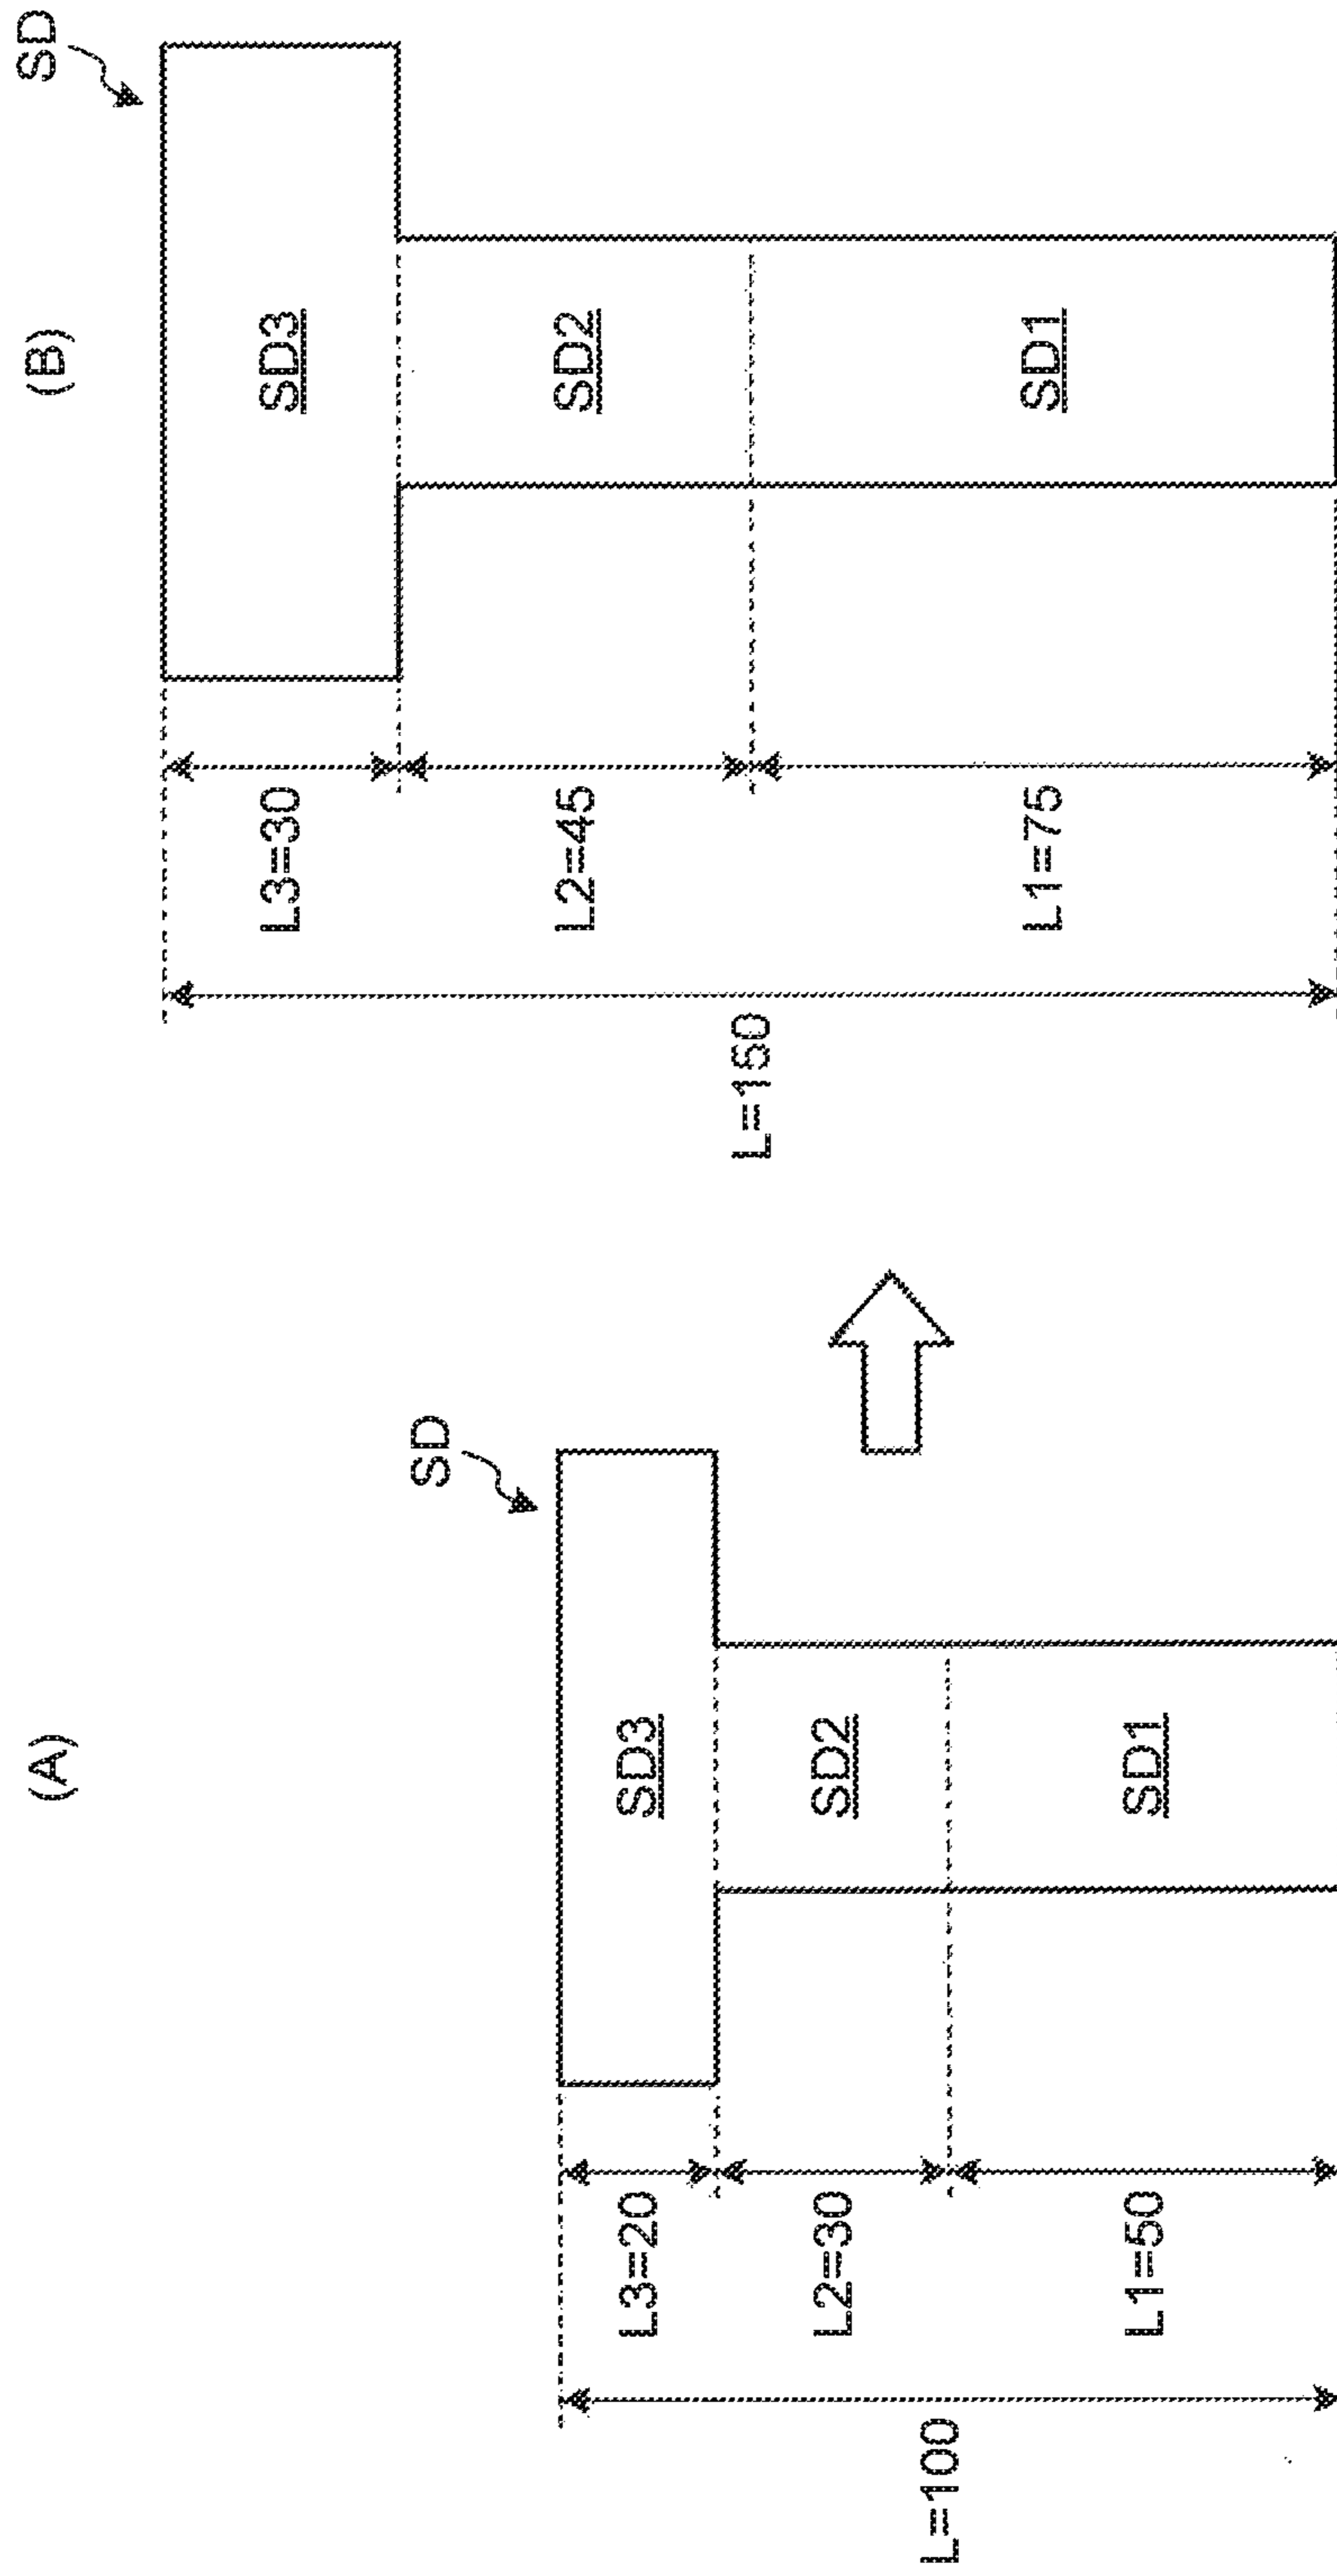 (A)
SD
SD3
SD2
SD1
L3=20
L2=30
L1=50
L=100
(B)
SD
SD3
SD2
SD1
L3=30
L2=45
L1=75
L=150